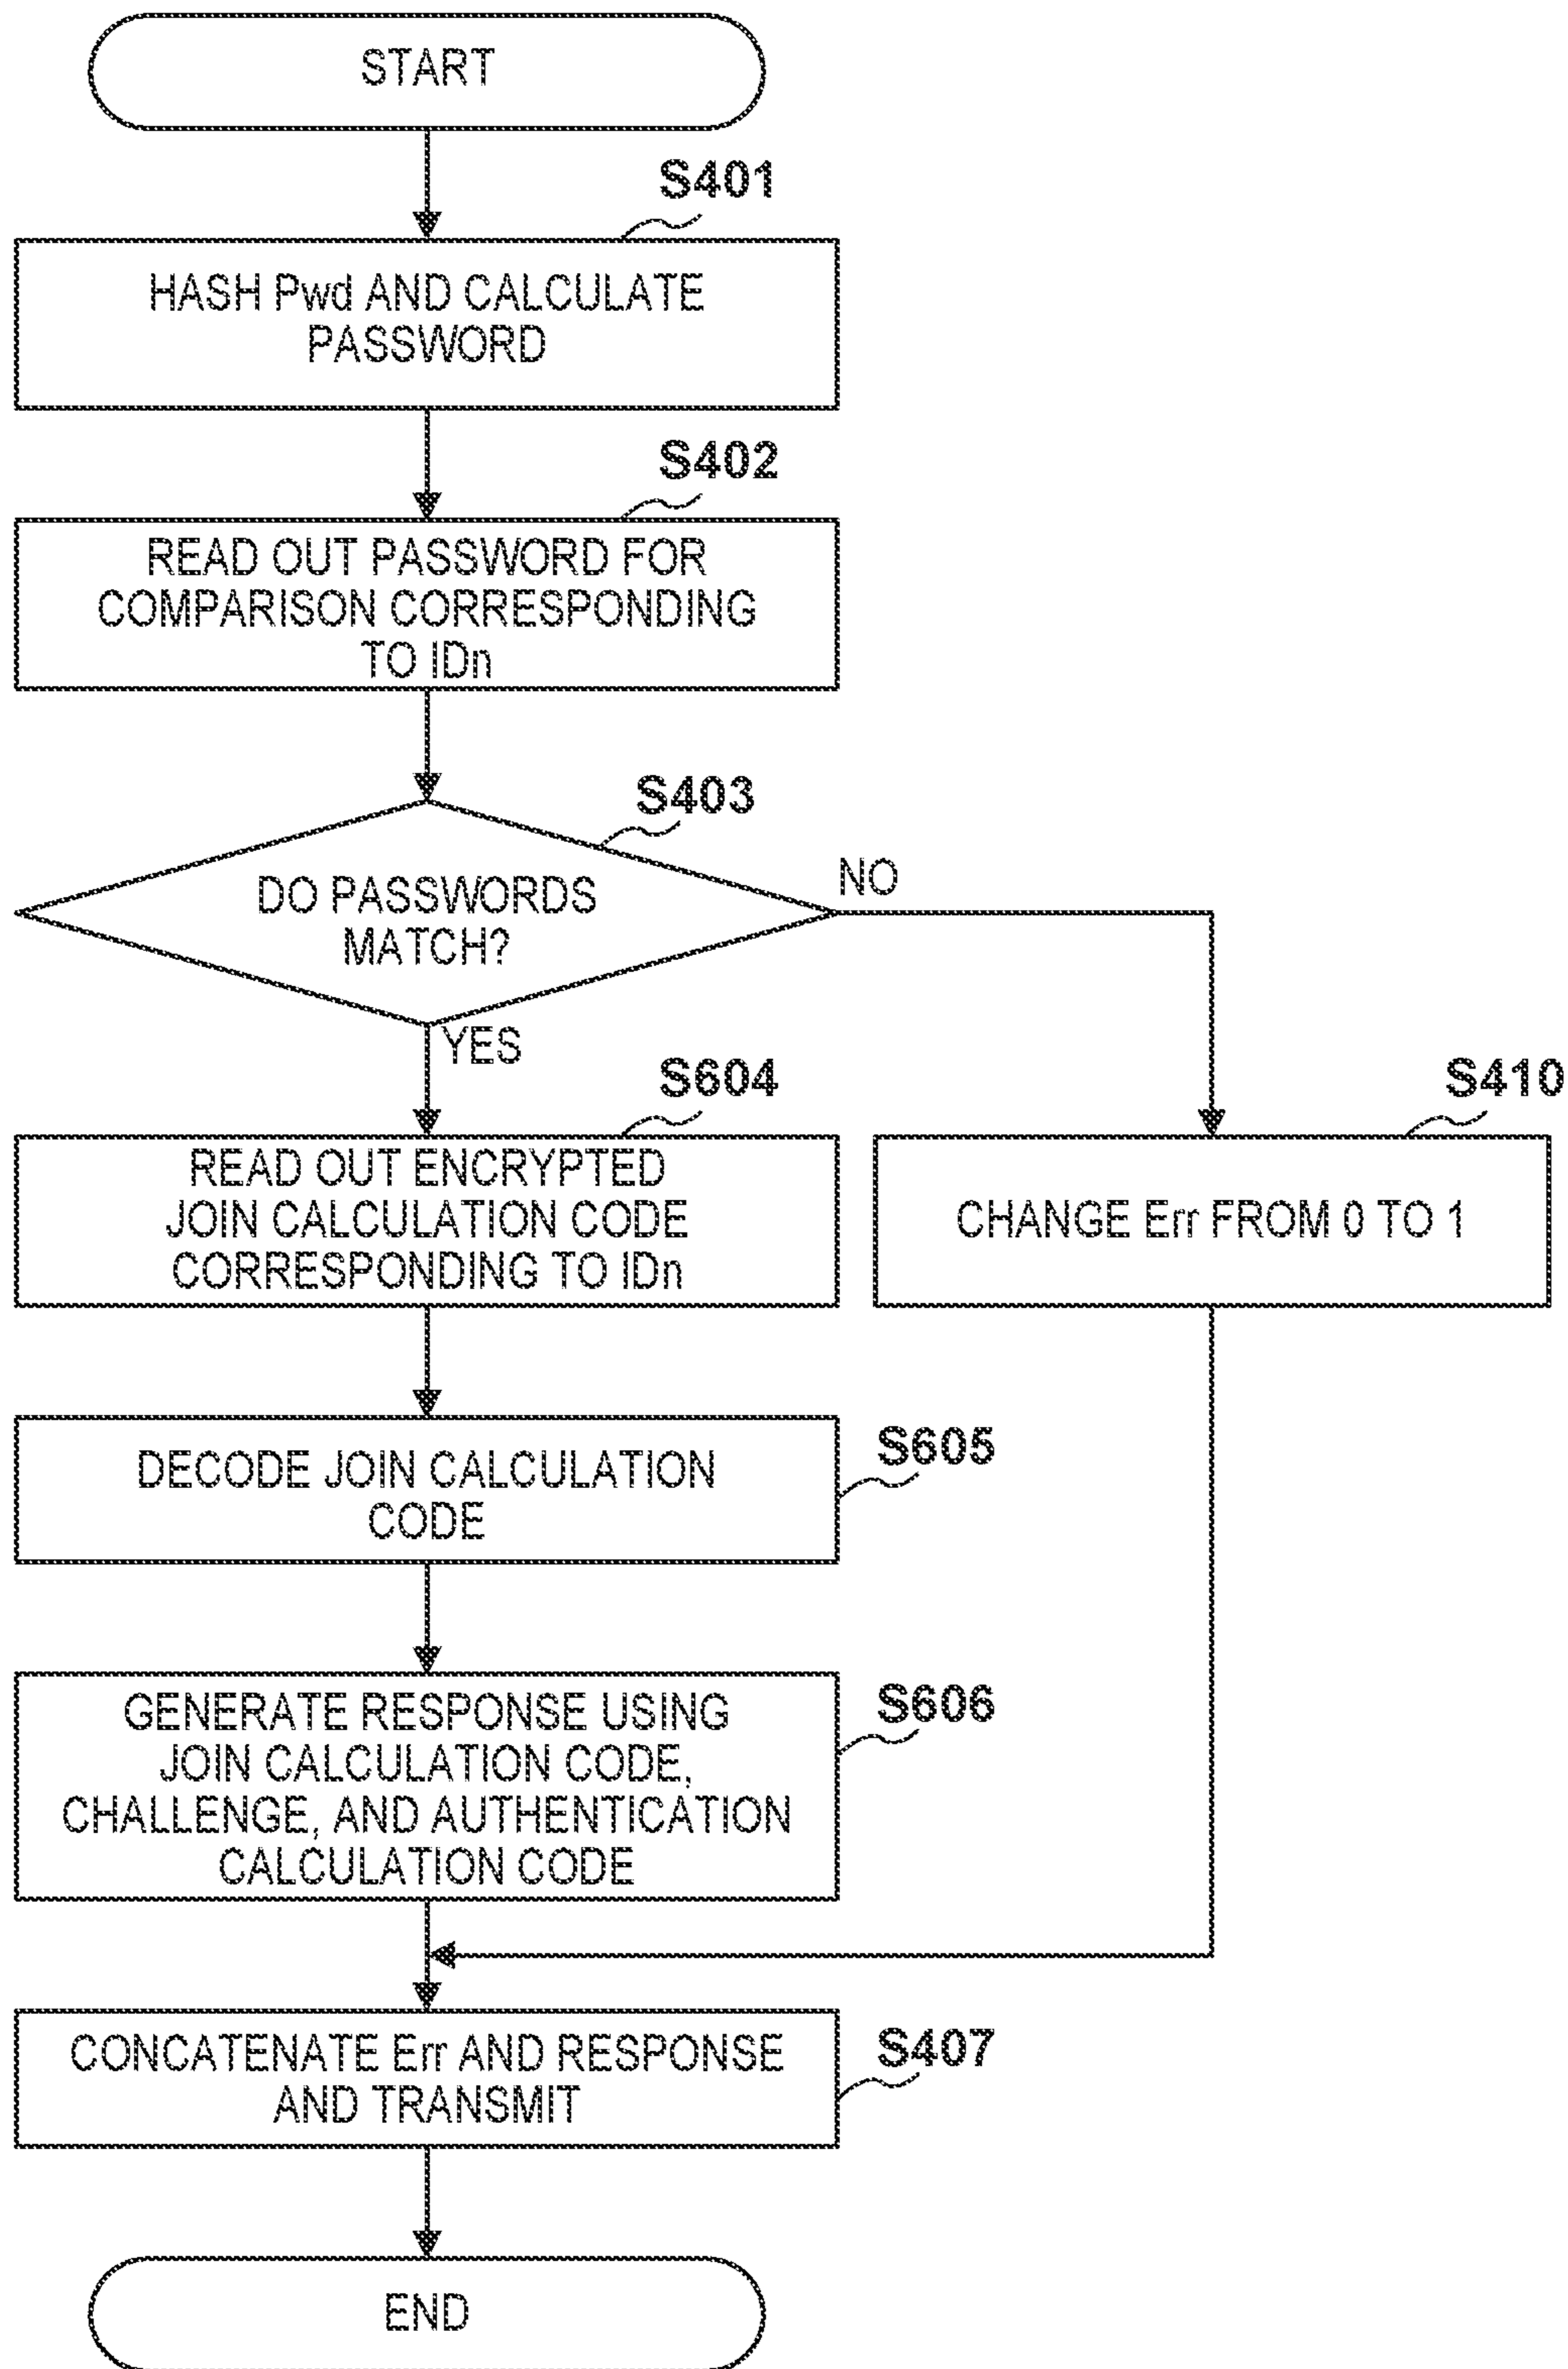 START
S401
HASH Pwd AND CALCULATE
PASSWORD
S402
READ OUT PASSWORD FOR
COMPARISON CORRESPONDING
TO IDn
S403
DO PASSWORDS
MATCH?
NO
YES
S604
READ OUT ENCRYPTED
JOIN CALCULATION CODE
CORRESPONDING TO IDn
S410
CHANGE Err FROM 0 TO 1
DECODE JOIN CALCULATION
CODE
S605
GENERATE RESPONSE USING
JOIN CALCULATION CODE,
CHALLENGE, AND AUTHENTICATION
CALCULATION CODE
S606
CONCATENATE Err AND RESPONSE
AND TRANSMIT
S407
END